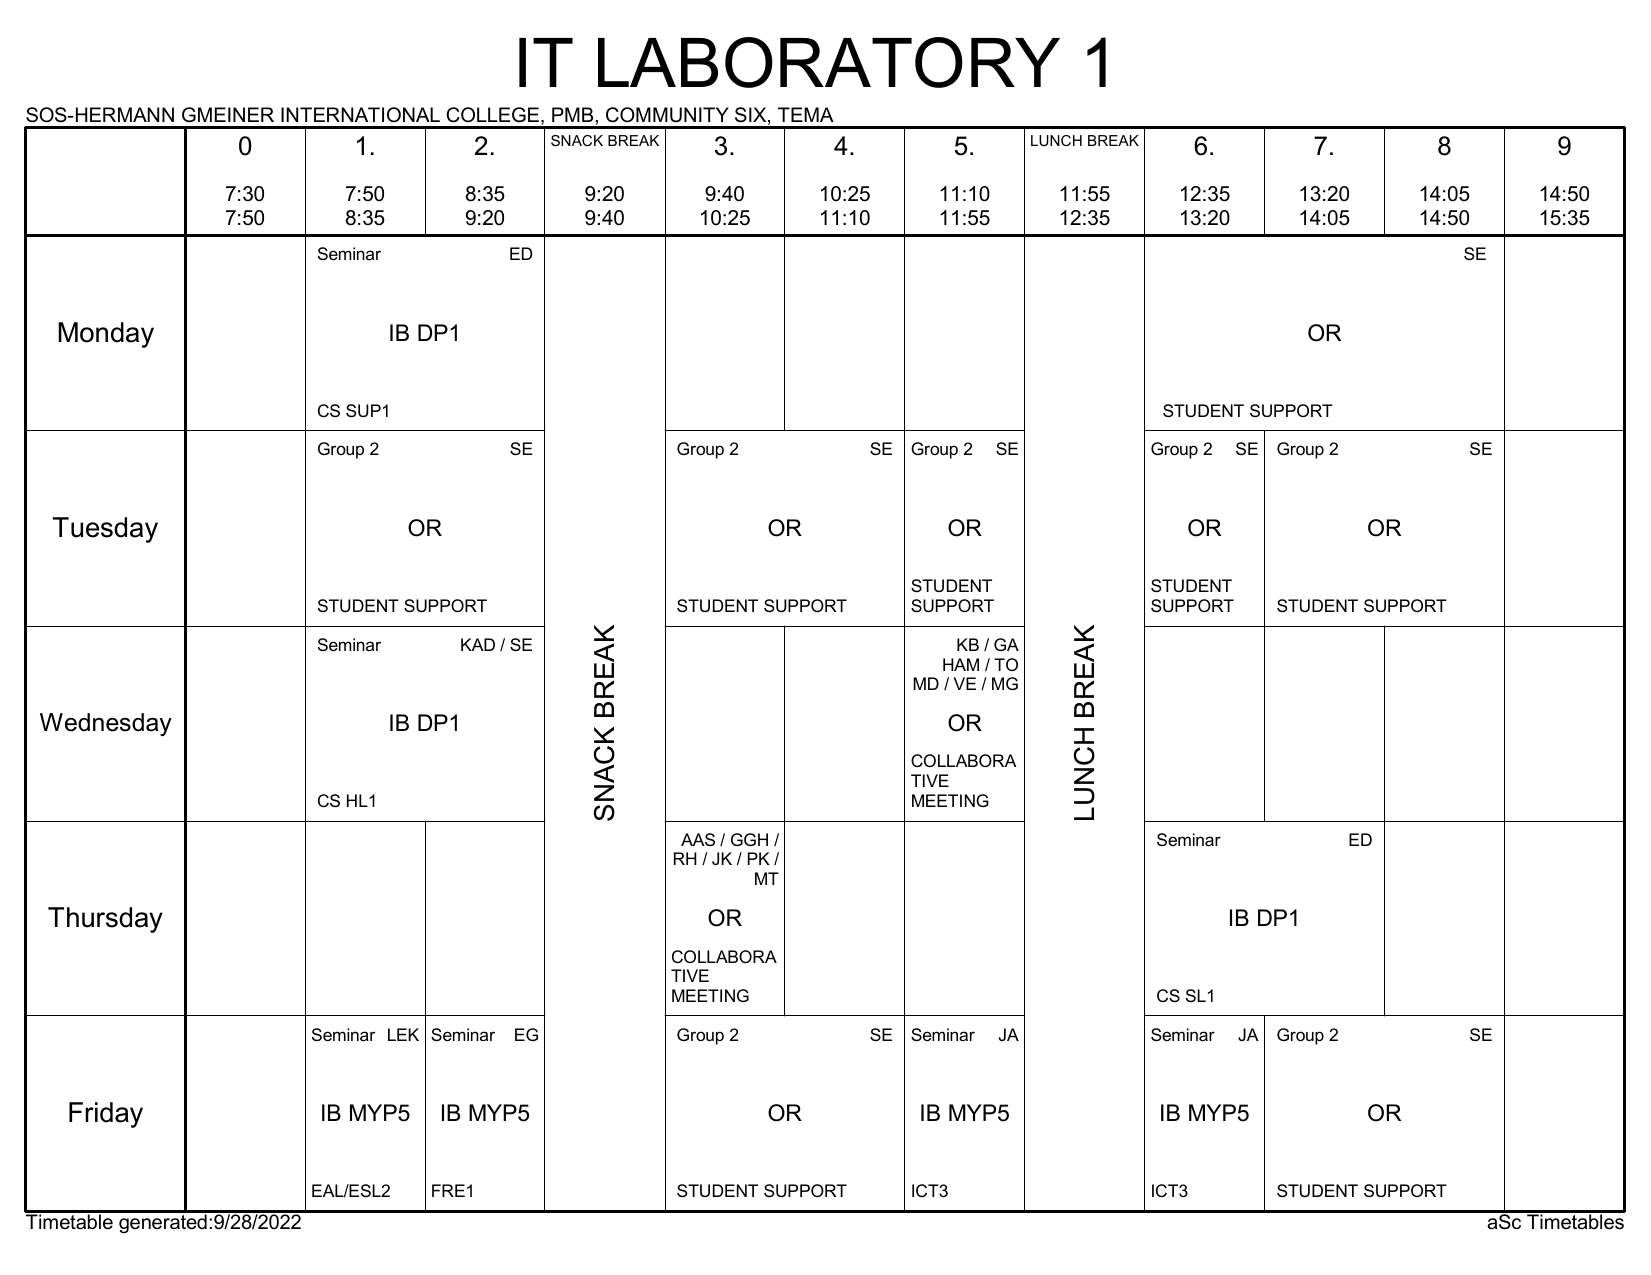 IT LABORATORY 1
SOS-HERMANN GMEINER INTERNATIONAL COLLEGE, PMB, COMMUNITY SIX, TEMA
0 1. 2. SNACK BREAK 3. 4. 5. LUNCH BREAK 6. 7. 8 9
7:30 7:50 8:35 9:20 9:40 10:25 11:10 11:55 12:35 13:20 14:05 14:50
7:50 8:35 9:20 9:40 10:25 11:10 11:55 12:35 13:20 14:05 14:50 15:35
Monday
Seminar ED
IB DP1
CS SUP1
SE
OR
STUDENT SUPPORT
Tuesday
Group 2 SE
OR
STUDENT SUPPORT
Group 2 SE
OR
STUDENT SUPPORT
Group 2 SE
OR
STUDENT
SUPPORT
Group 2 SE
OR
STUDENT
SUPPORT
Group 2 SE
OR
STUDENT SUPPORT
SNACK BREAK
LUNCH BREAK
Wednesday
Seminar KAD / SE
IB DP1
CS HL1
KB / GA
HAM / TO
MD / VE / MG
OR
COLLABORA
TIVE
MEETING
Thursday
AAS / GGH /
RH / JK / PK /
MT
OR
COLLABORA
TIVE
MEETING
Seminar ED
IB DP1
CS SL1
Friday
Seminar LEK
IB MYP5
EAL/ESL2
Seminar EG
IB MYP5
FRE1
Group 2 SE
OR
STUDENT SUPPORT
Seminar JA
IB MYP5
ICT3
Seminar JA
IB MYP5
ICT3
Group 2 SE
OR
STUDENT SUPPORT
Timetable generated:9/28/2022 aSc Timetables